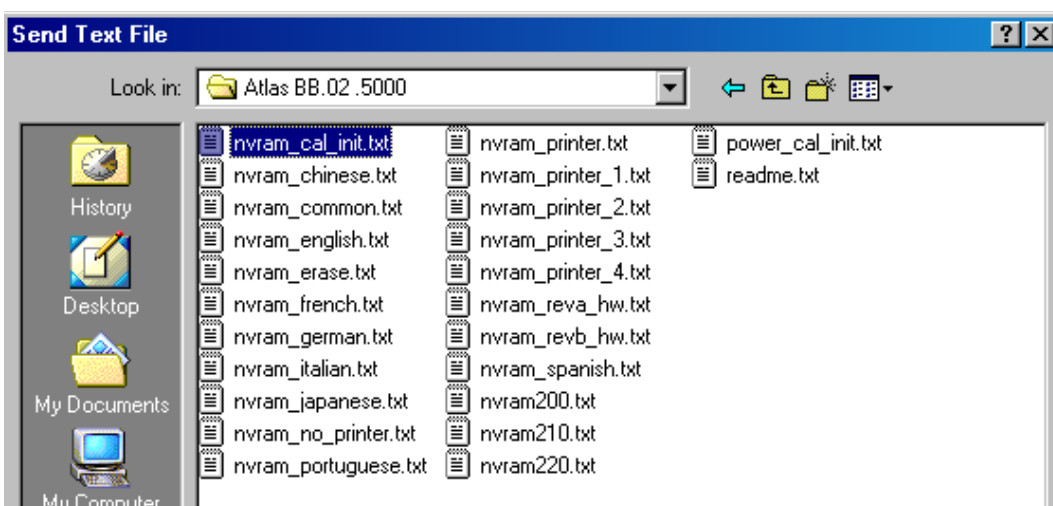 Send Text File
Look in: Atlas BB.02 .5000
History
Desktop
My Documents
My Computer
nvram_cal_init.txt
nvram_chinese.txt
nvram_common.txt
nvram_english.txt
nvram_erase.txt
nvram_french.txt
nvram_german.txt
nvram_italian.txt
nvram_japanese.txt
nvram_no_printer.txt
nvram_portuguese.txt
nvram_printer.txt
nvram_printer_1.txt
nvram_printer_2.txt
nvram_printer_3.txt
nvram_printer_4.txt
nvram_reva_hw.txt
nvram_revb_hw.txt
nvram_spanish.txt
nvram200.txt
nvram210.txt
nvram220.txt
power_cal_init.txt
readme.txt